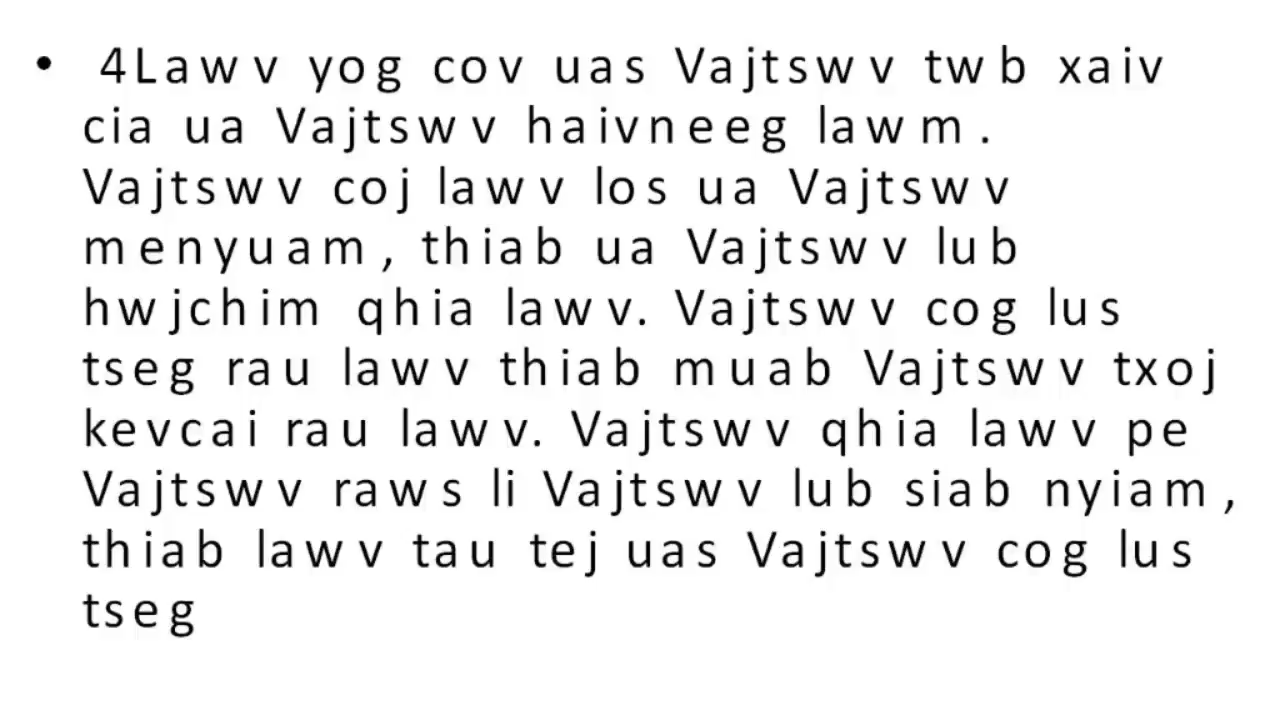 • 4Lawv yog cov uas Vajtswv twb xaiv
cia ua Vajtswv haivneeg lawm.
Vajtswv coj lawv los ua Vajtswv
menyuam, thiab ua Vajtswv lub
hwjchim qhia lawv. Vajtswv cog lus
tseg rau lawv thiab muab Vajtswv txoj
kevcai rau lawv. Vajtswv qhia lawv pe
Vajtswv raws li Vajtswv lub siab nyiam,
thiab lawv tau tej uas Vajtswv cog lus
tseg